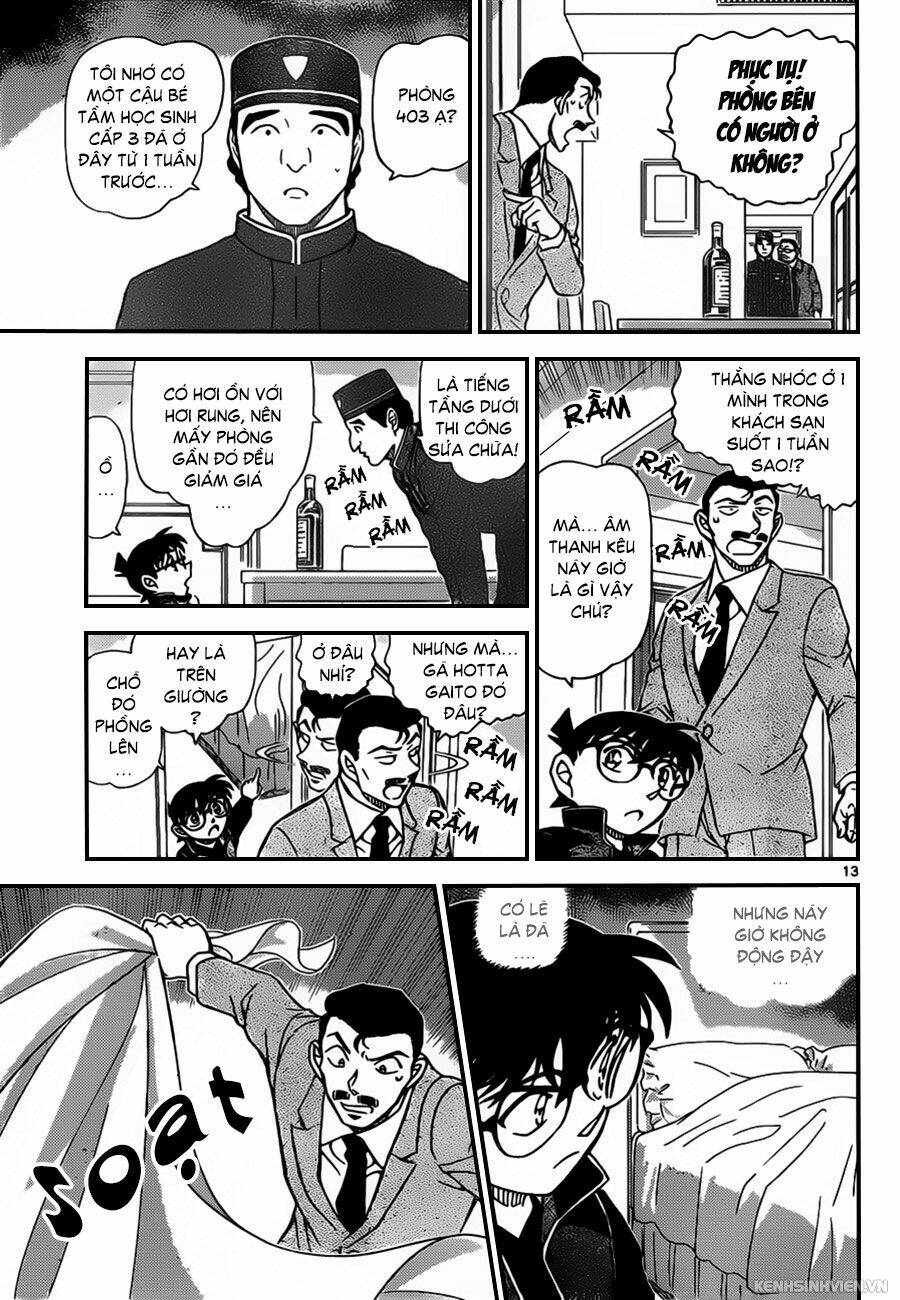 PHỤC VỤ!
PHÒNG BÊN
CÓ NGƯỜI Ở
KHÔNG?
PHÒNG
403 Ạ?
TÔI NHỚ CÓ
MỘT CẬU BÉ
TẦM HỌC SINH
CẤP 3 ĐÃ Ở
ĐÂY TỪ 1 TUẦN
TRƯỚC...
THẰNG NHÓC Ở 1
MÌNH TRONG
KHÁCH SẠN
SUỐT 1 TUẦN
SAO!?
RẦM
RẦM
RẦM
RẦM
MÀ... ÂM
THANH KÊU
NÃY GIỜ
LÀ GÌ VẬY
CHỨ?
LÀ TIẾNG
TẦNG DƯỚI
THI CÔNG
SỬA CHỮA!
RẦM
RẦM
RẦM
CÓ HƠI ỒN VỚI
HƠI RUNG, NÊN
MẤY PHÒNG
GẦN ĐÓ ĐỀU
GIẢM GIÁ
Ồ
...
NHƯNG MÀ...
GÃ HOTTA
GAITO ĐÓ
ĐÂU?
RẦM
RẦM
RẦM
Ở ĐÂU
NHỈ?
HAY LÀ
TRÊN
GIƯỜNG
?
CHỖ
ĐÓ
PHỒNG
LÊN
...
13
NHƯNG NÃY
GIỜ KHÔNG
ĐỘNG ĐẬY
...
CÓ LẼ
LÀ ĐÃ
....
SOẠT
KENHSINHVIEN.VN